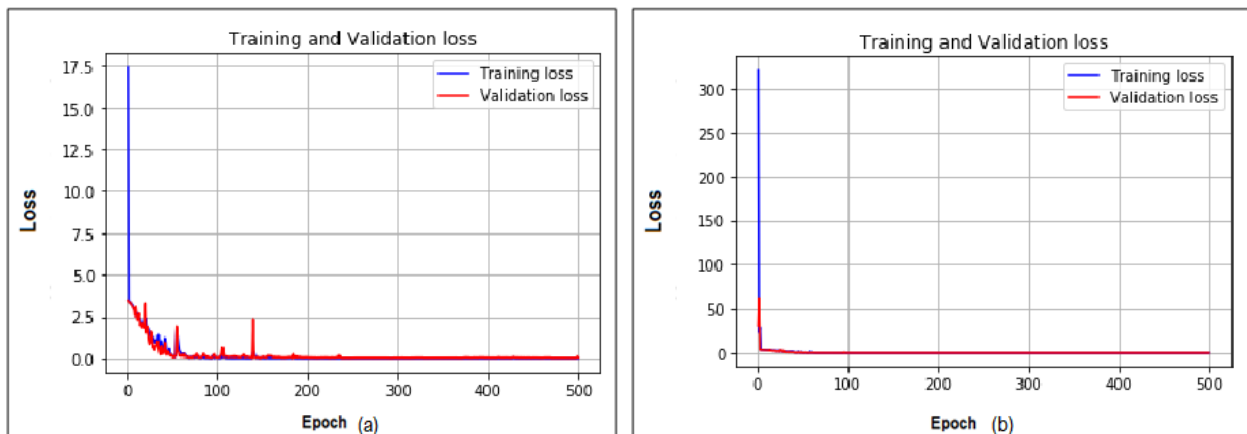 Training and Validation loss
Training loss
Validation loss
17.5
15.0
12.5
10.0
7.5
5.0
2.5
0.0
Loss
0 100 200 300 400 500
Epoch (a)
Training and Validation loss
Training loss
Validation loss
300
250
200
150
100
50
0
Loss
0 100 200 300 400 500
Epoch (b)